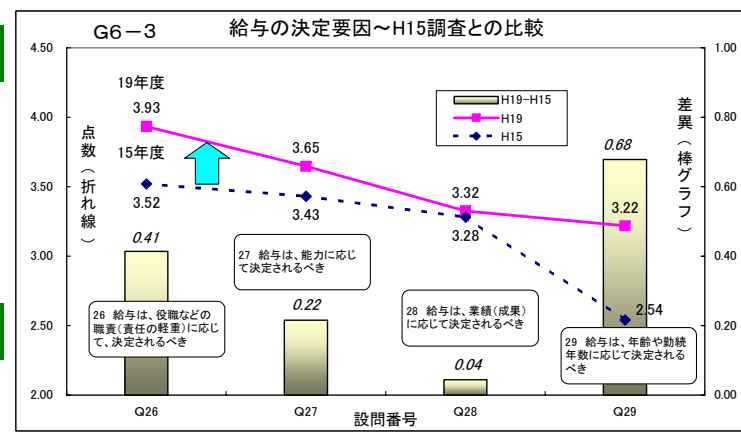 G6－3
給与の決定要因～H15調査との比較
4.50
4.00
3.50
3.00
2.50
2.00
点数（折れ線）
1.00
0.80
0.60
0.40
0.20
0.00
差異（棒グラフ）
H19-H15
H19
H15
19年度
3.93
15年度
3.52
3.65
3.43
3.32
3.28
3.22
2.54
0.41
0.22
0.04
0.68
26 給与は、役職などの
職責（責任の軽重）に応じ
て、決定されるべき
27 給与は、能力に応じ
て決定されるべき
28 給与は、業績（成果）
に応じて決定されるべき
29 給与は、年齢や勤続
年数に応じて決定される
べき
Q26
Q27
Q28
Q29
設問番号